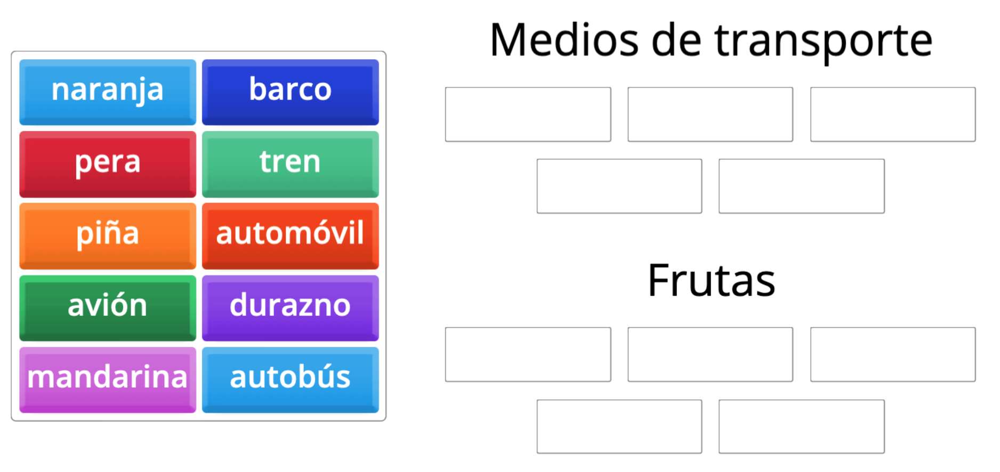 naranja
barco
pera
tren
piña
automóvil
avión
durazno
mandarina
autobús
Medios de transporte
Frutas